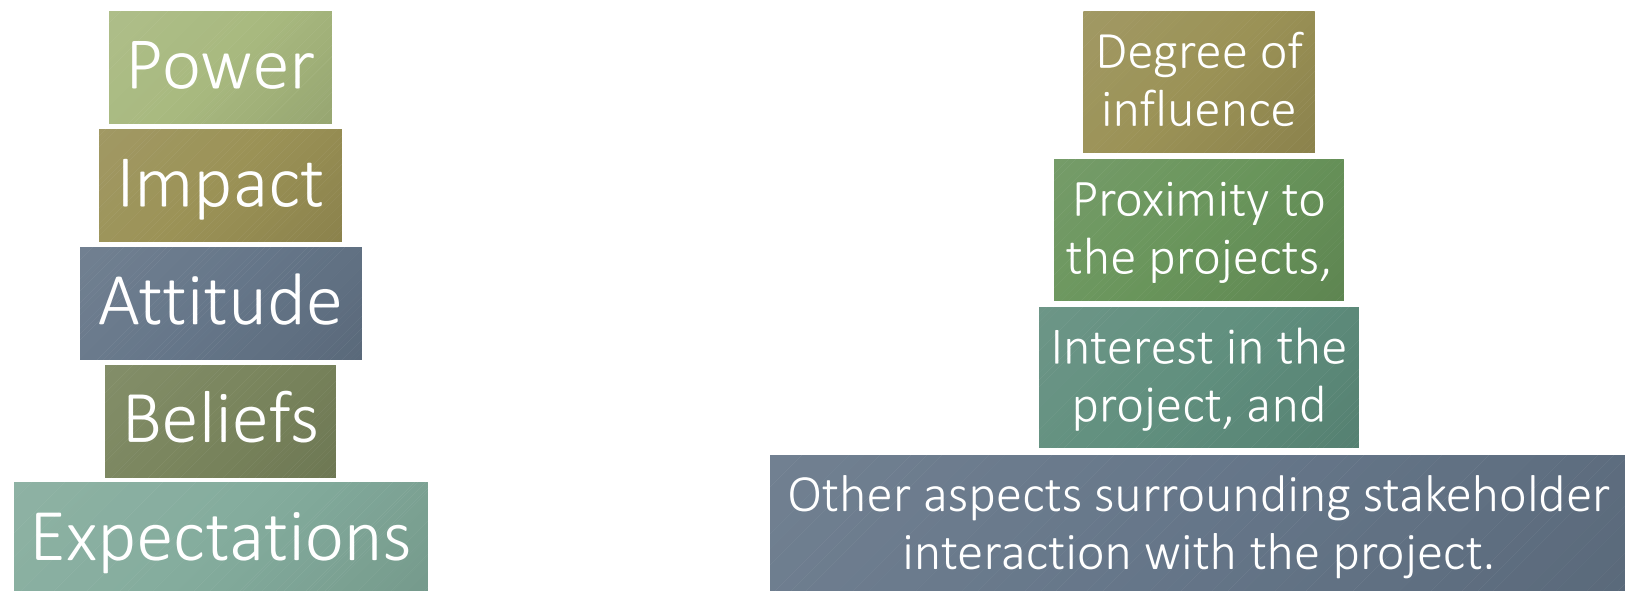 Power
Impact
Attitude
Beliefs
Expectations
Degree of
influence
Proximity to
the projects,
Interest in the
project, and
Other aspects surrounding stakeholder
interaction with the project.